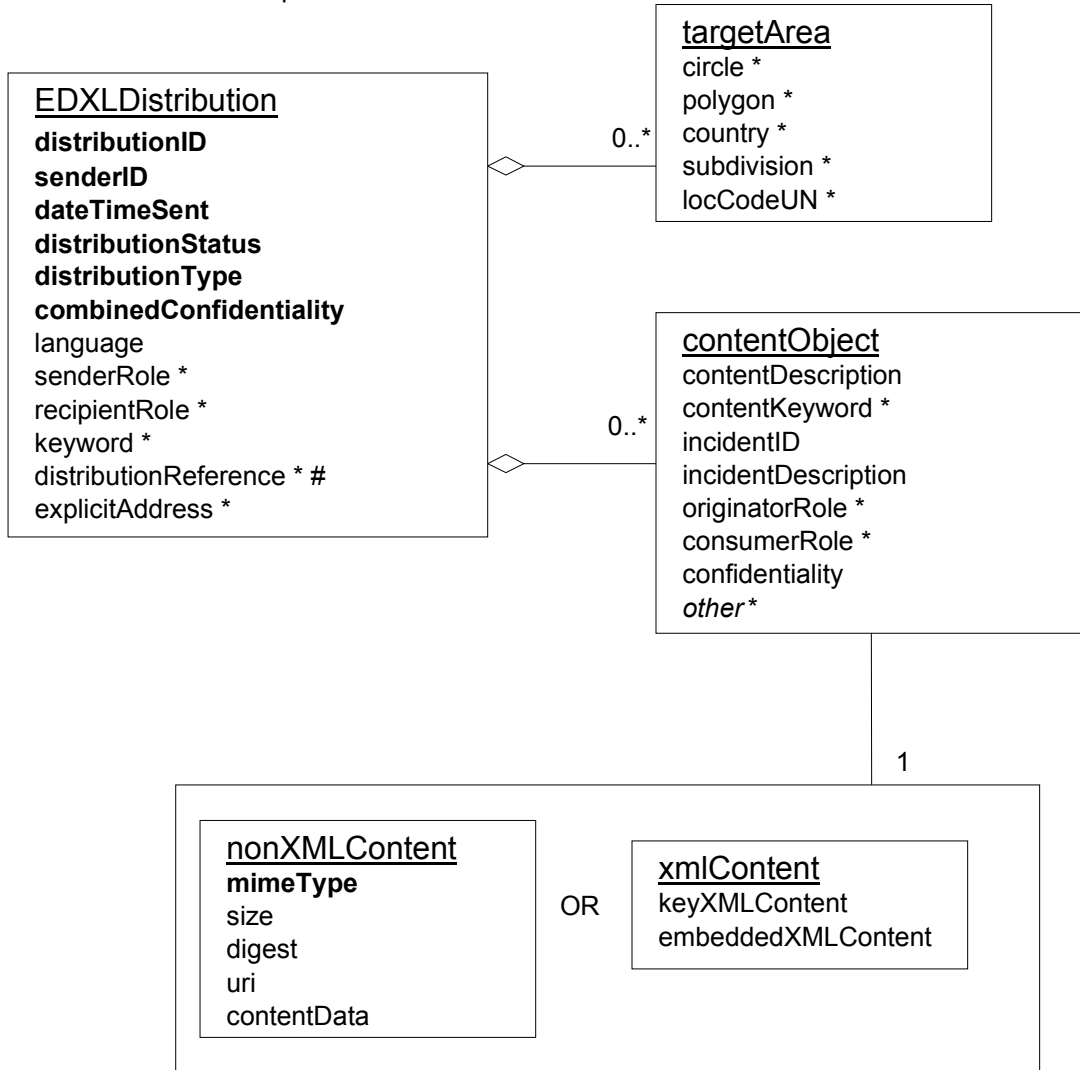 targetArea
circle *
polygon *
country *
subdivision *
locCodeUN *
EDXLDistribution
distributionID
senderID
dateTimeSent
distributionStatus
distributionType
combinedConfidentiality
language
senderRole *
recipientRole *
keyword *
distributionReference * #
explicitAddress *
0..*
0..*
contentObject
contentDescription
contentKeyword *
incidentID
incidentDescription
originatorRole *
consumerRole *
confidentiality
other*
1
nonXMLContent
mimeType
size
digest
uri
contentData
OR
xmlContent
keyXMLContent
embeddedXMLContent